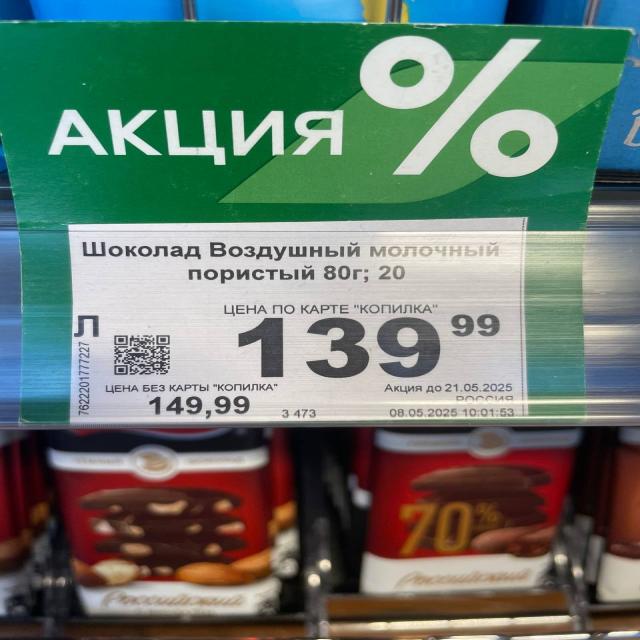 АКЦИЯ %
Шоколад Воздушный молочный
пористый 80г; 20
ЦЕНА ПО КАРТЕ "КОПИЛКА"
139 99
Л
7622201777227
ЦЕНА БЕЗ КАРТЫ "КОПИЛКА"
149,99
Акция до 21.05.2025
РОССИЯ
3 473
08.05.2025 10:01:53
70%
Российский
Российский